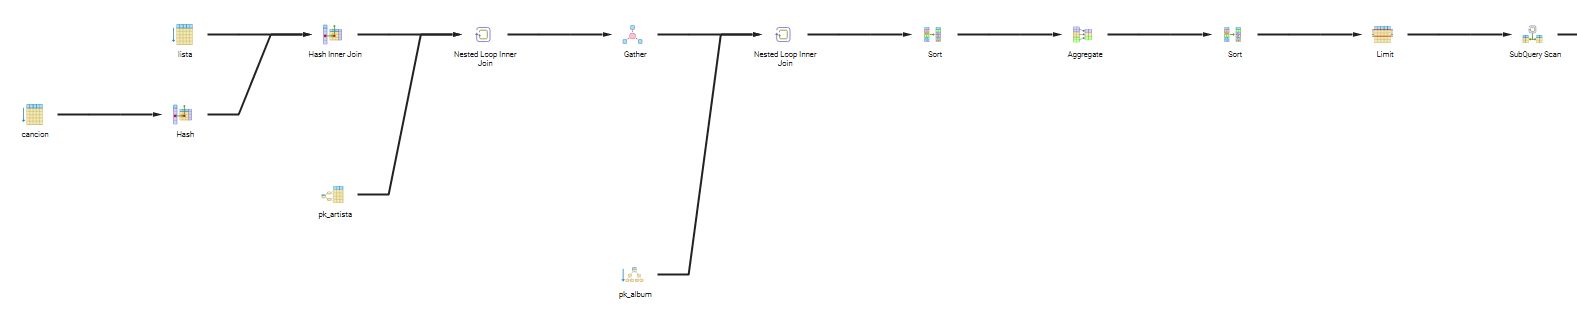 lista
Hash Inner Join
Nested Loop Inner
Join
Gather
Nested Loop Inner
Join
Sort
Aggregate
Sort
Limit
SubQuery Scan
cancion
Hash
pk_artista
pk_album